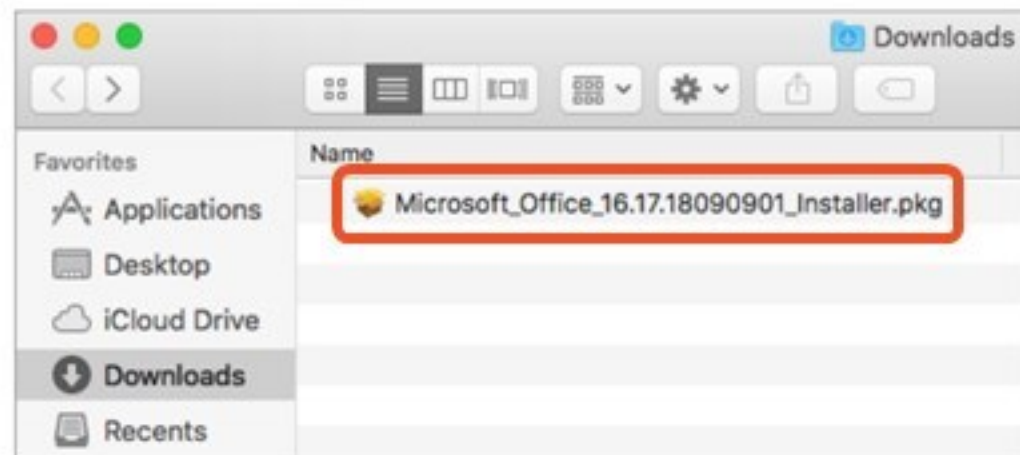 Downloads
Favorites
Name
Applications
Microsoft_Office_16.17.18090901_Installer.pkg
Desktop
iCloud Drive
Downloads
Recents